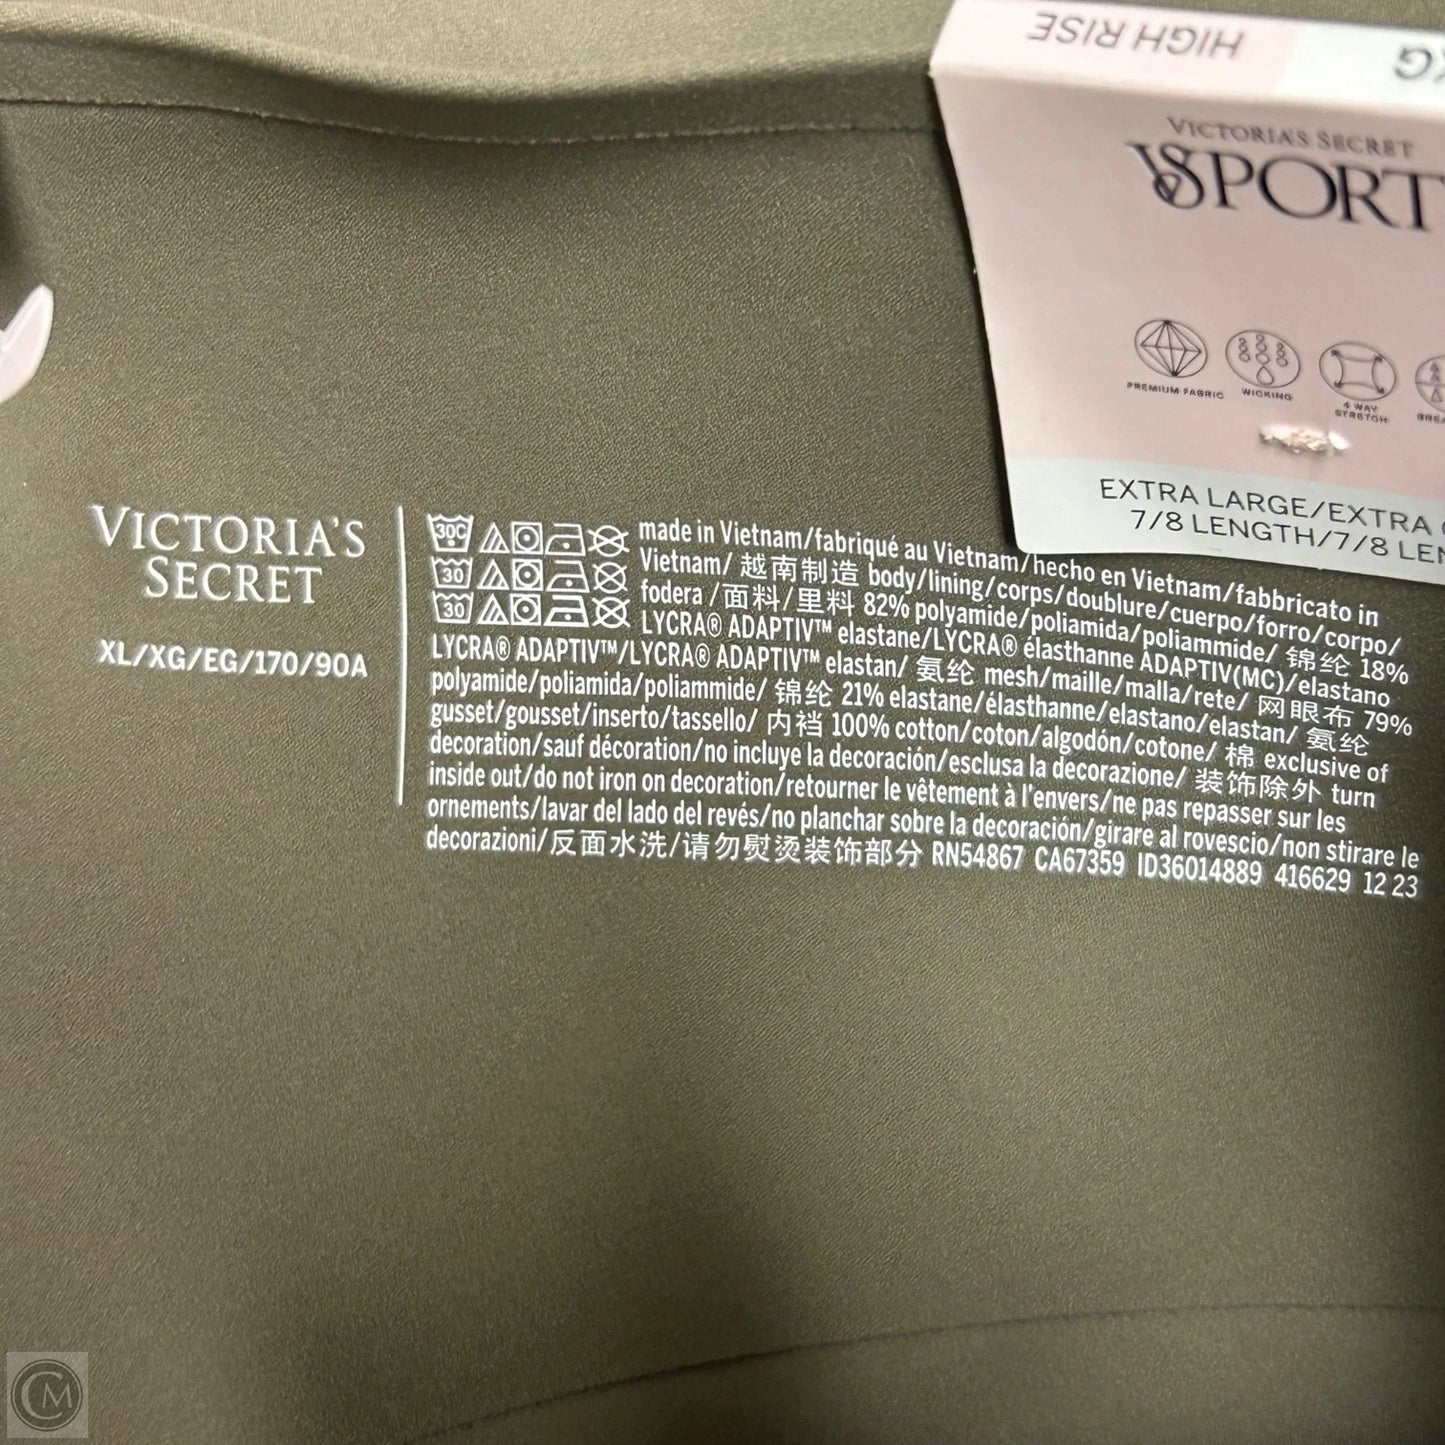 HIGH RISE
VICTORIA'S SECRET
VSPORT
PREMIUM FABRIC
WICKING
4 WAY
STRETCH
EXTRA LARGE/EXTRA
7/8 LENGTH/7/8
VICTORIA'S
SECRET
XL/XG/EG/170/90A
30C
30
30
made in Vietnam/fabriqué au Vietnam/hecho en Vietnam/fabbricato in
Vietnam/ 越南制造 body/lining/corps/doublure/cuerpo/forro/corpo/
fodera /面料/里料 82% polyamide/poliamida/poliammide/ 锦纶 18%
LYCRA® ADAPTIV™ elastane/LYCRA® élasthanne ADAPTIV(MC)/elastano
LYCRA® ADAPTIV™/LYCRA® ADAPTIV™ elastan/ 氨纶 mesh/maille/malla/rete/ 网眼布 79%
polyamide/poliamida/poliammide/ 锦纶 21% elastane/élasthanne/elastano/elastan/ 氨纶
gusset/gousset/inserto/tassello/ 内裆 100% cotton/coton/algodón/cotone/ 棉 exclusive of
decoration/sauf décoration/no incluye la decoración/esclusa la decorazione/ 装饰除外 turn
inside out/do not iron on decoration/retourner le vêtement à l'envers/ne pas repasser sur les
ornements/lavar del lado del revés/no planchar sobre la decoración/girare al rovescio/non stirare le
decorazioni/反面水洗/请勿熨烫装饰部分 RN54867 CA67359 ID36014889 416629 12 23
CM